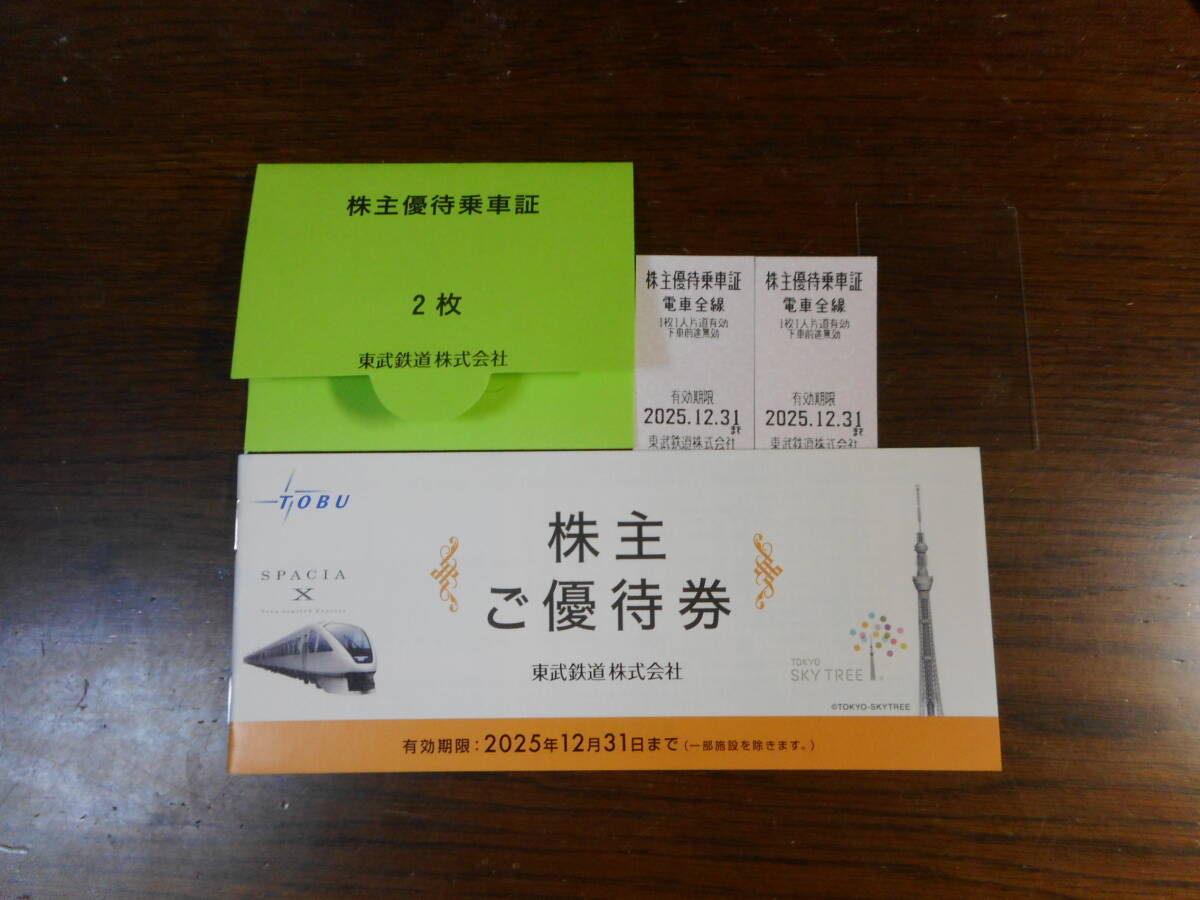 株主優待乗車証
2枚
東武鉄道株式会社
株主優待乗車証
電車全線
1枚1人片道有効
下車前途無効
有効期限
2025.12.31
まで
東武鉄道株式会社
株主優待乗車証
電車全線
1枚1人片道有効
下車前途無効
有効期限
2025.12.31
まで
東武鉄道株式会社
TOBU
SPACIA
X
株主
ご優待券
東武鉄道株式会社
TOKYO
SKYTREE
©TOKYO-SKYTREE
有効期限：2025年12月31日まで（一部施設を除きます。）